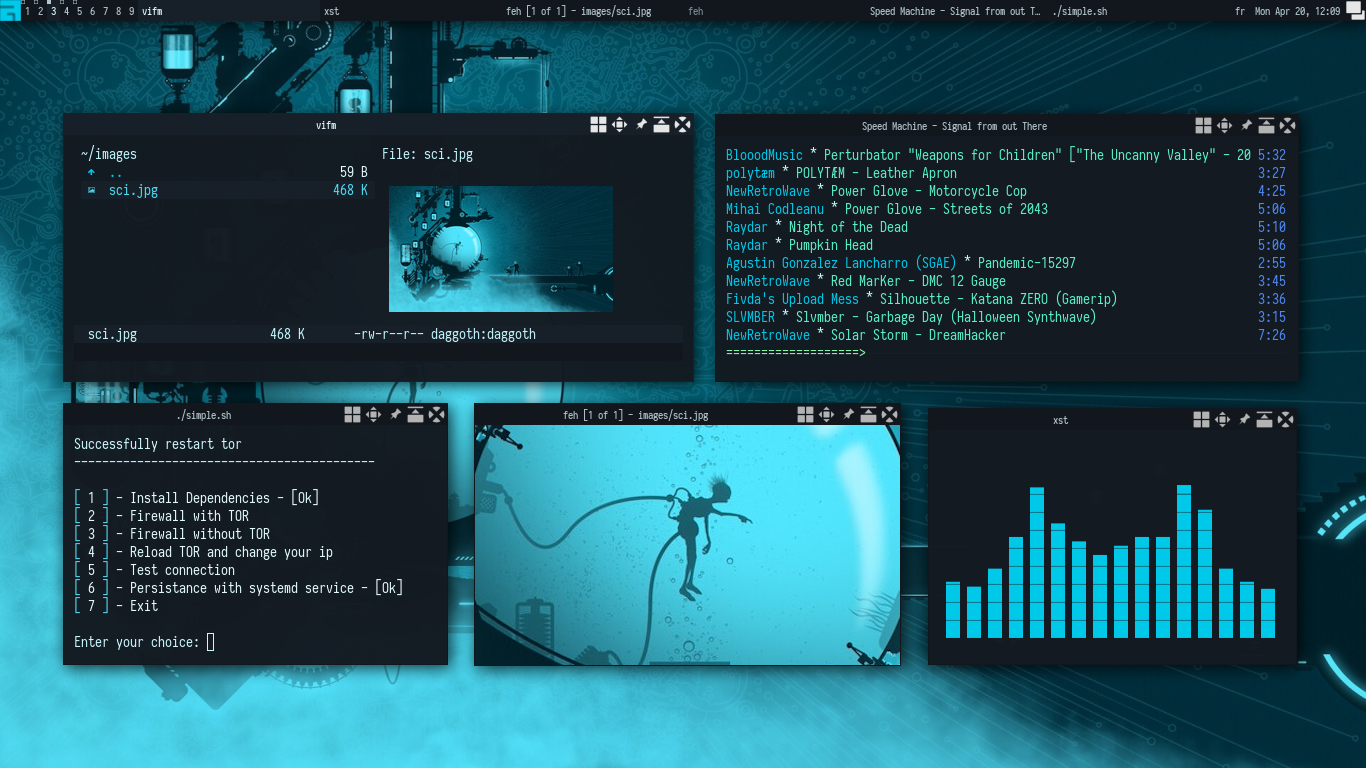 1 2 3 4 5 6 7 8 9 vifm xst feh [1 of 1] - images/sci.jpg feh Speed Machine - Signal from out T… ./simple.sh fr Mon Apr 20, 12:09
vifm
~/images
.. 59 B
sci.jpg 468 K
File: sci.jpg
sci.jpg 468 K -rw-r--r-- daggoth:daggoth
Speed Machine - Signal from out There
BlooodMusic * Perturbator "Weapons for Children" ["The Uncanny Valley" - 20 5:32
polytæm * POLYTÆM - Leather Apron 3:27
NewRetroWave * Power Glove - Motorcycle Cop 4:25
Mihai Codleanu * Power Glove - Streets of 2043 5:06
Raydar * Night of the Dead 5:10
Raydar * Pumpkin Head 5:06
Agustin Gonzalez Lancharro (SGAE) * Pandemic-15297 2:55
NewRetroWave * Red MarKer - DMC 12 Gauge 3:45
Fivda's Upload Mess * Silhouette - Katana ZERO (Gamerip) 3:36
SLVMBER * Slvmber - Garbage Day (Halloween Synthwave) 3:15
NewRetroWave * Solar Storm - DreamHacker 7:26
===================>
./simple.sh
Successfully restart tor
-------------------------------------------
[ 1 ] - Install Dependencies - [Ok]
[ 2 ] - Firewall with TOR
[ 3 ] - Firewall without TOR
[ 4 ] - Reload TOR and change your ip
[ 5 ] - Test connection
[ 6 ] - Persistance with systemd service - [Ok]
[ 7 ] - Exit
Enter your choice:
feh [1 of 1] - images/sci.jpg
xst